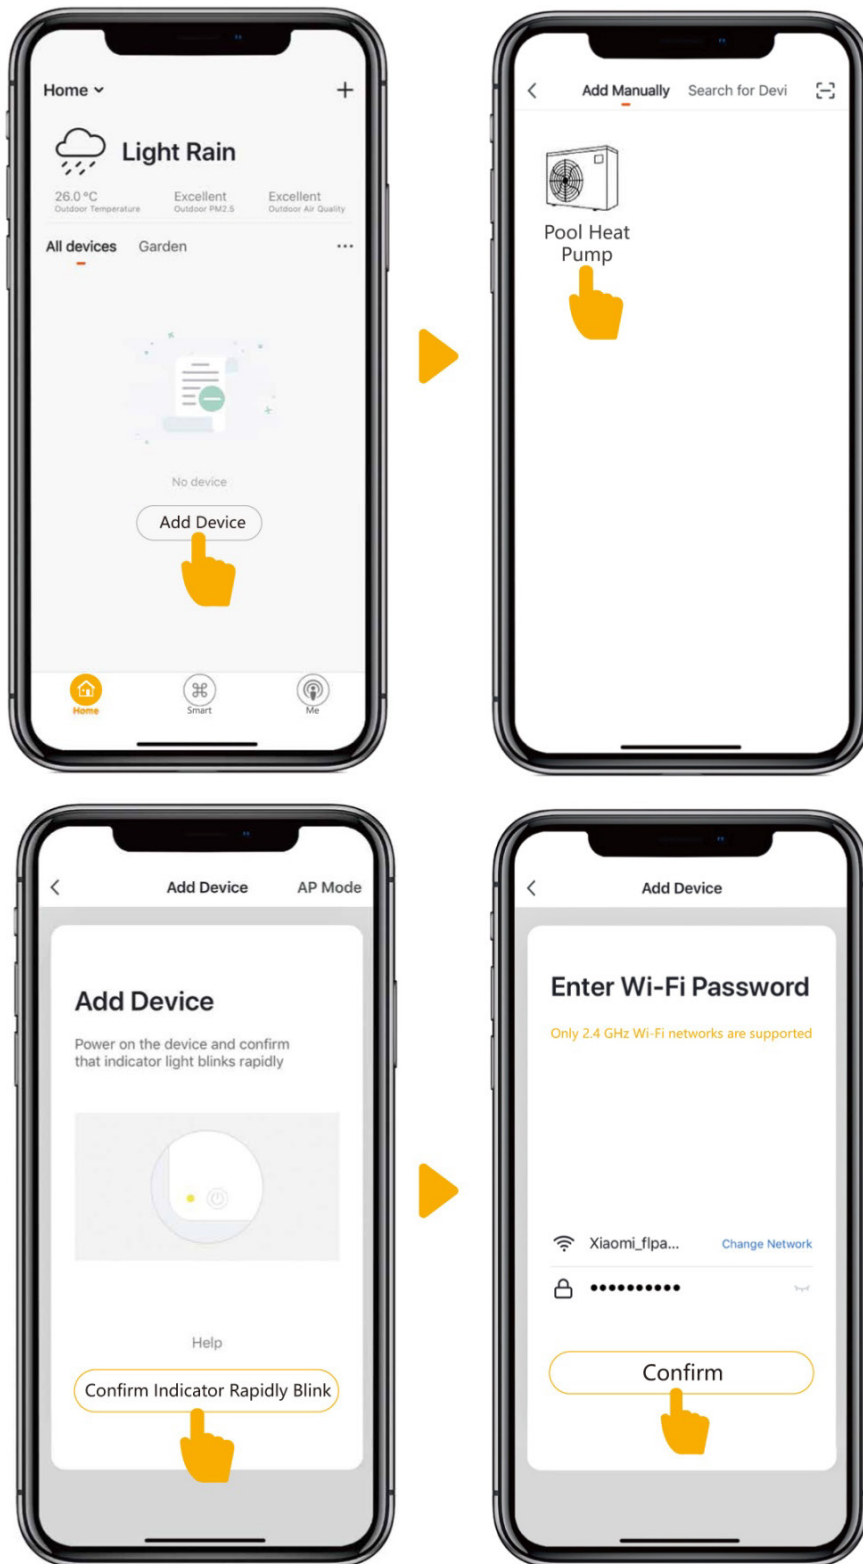 Home
Light Rain
26.0 °C Excellent Excellent
Outdoor Temperature Outdoor PM2.5 Outdoor Air Quality
All devices Garden
No device
Add Device
Home Smart Me
Add Manually Search for Devi
Pool Heat
Pump
Add Device AP Mode
Add Device
Power on the device and confirm
that indicator light blinks rapidly
Help
Confirm Indicator Rapidly Blink
Add Device
Enter Wi-Fi Password
Only 2.4 GHz Wi-Fi networks are supported
Xiaomi_flpa... Change Network
••••••••••
Confirm